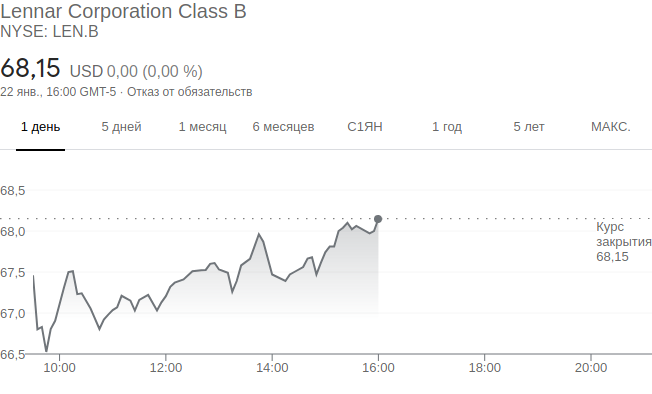 Lennar Corporation Class B
NYSE: LEN.B
68,15 USD 0,00 (0,00 %)
22 янв., 16:00 GMT-5 · Отказ от обязательств
1 день 5 дней 1 месяц 6 месяцев С1ЯН 1 год 5 лет МАКС.
68,5
68,0
67,5
67,0
66,5
Курс
закрытия
68,15
10:00 12:00 14:00 16:00 18:00 20:00